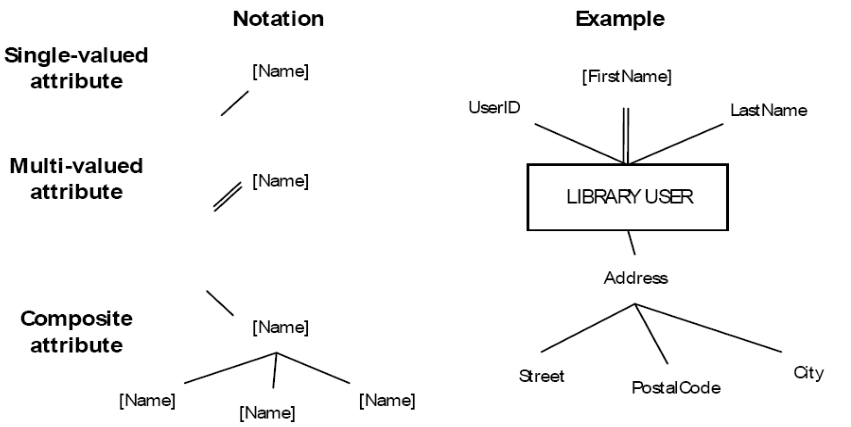 Notation
Example
Single-valued
attribute
[Name]
[FirstName]
UserID
LastName
Multi-valued
attribute
[Name]
LIBRARY USER
Address
Composite
attribute
[Name]
Street
PostalCode
City
[Name]
[Name]
[Name]